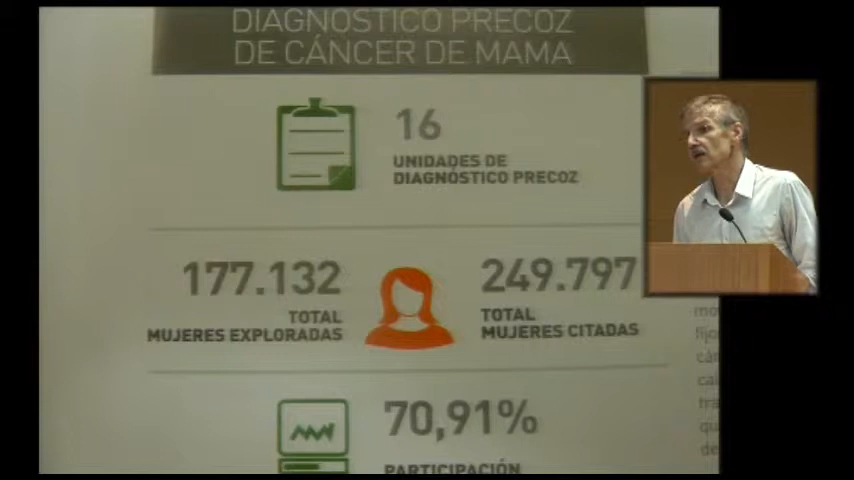 DIAGNÓSTICO PRECOZ
DE CÁNCER DE MAMA
16
UNIDADES DE
DIAGNÓSTICO PRECOZ
177.132
TOTAL
MUJERES EXPLORADAS
249.797
TOTAL
MUJERES CITADAS
70,91%
PARTICIPACIÓN